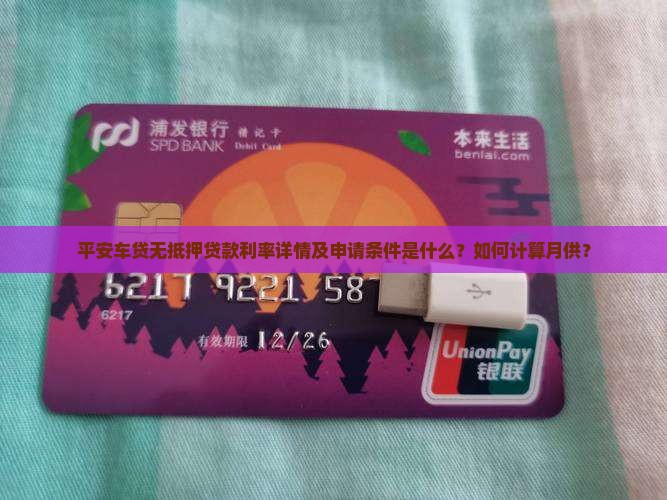 浦发银行 借记卡
SPD BANK Debit Card
本来生活
benlai.com
平安车贷无抵押贷款利率详情及申请条件是什么？如何计算月供？
6217 9221 58
6217
有效期限 12/26
UnionPay
银联